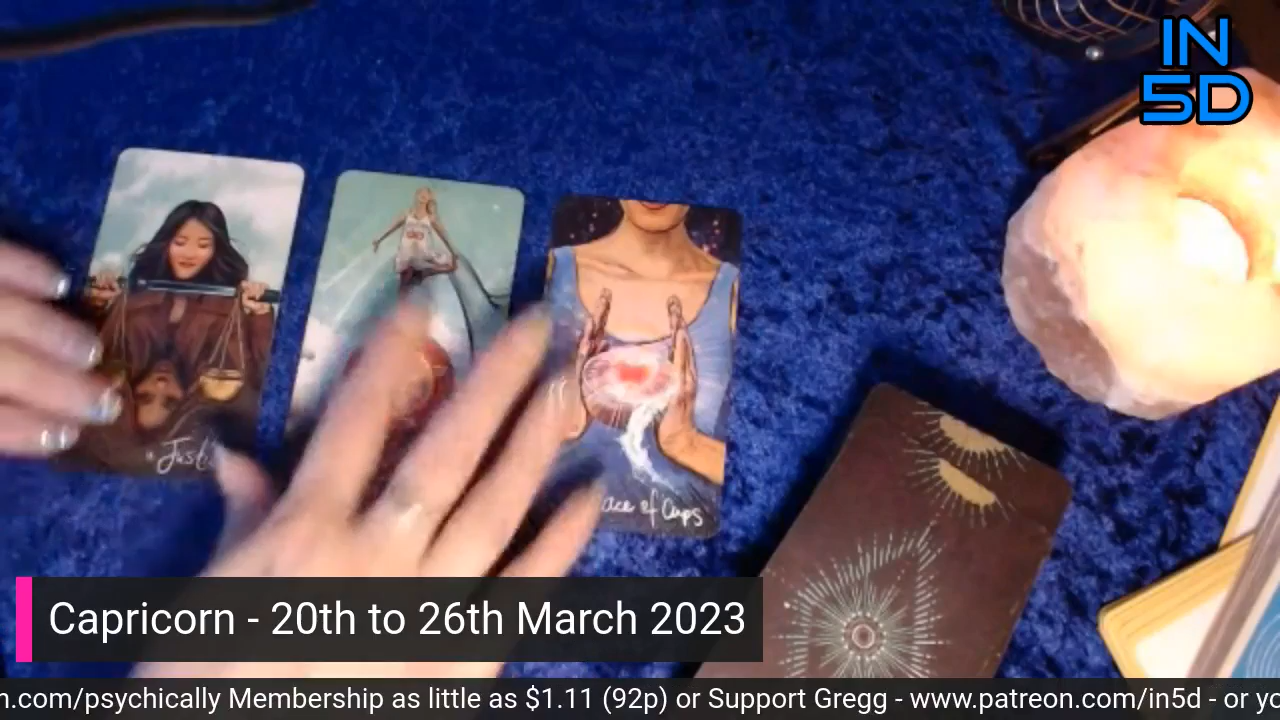 IN
5D
Justi
ace of Cups
Capricorn - 20th to 26th March 2023
n.com/psychically Membership as little as $1.11 (92p) or Support Gregg - www.patreon.com/in5d - or yo